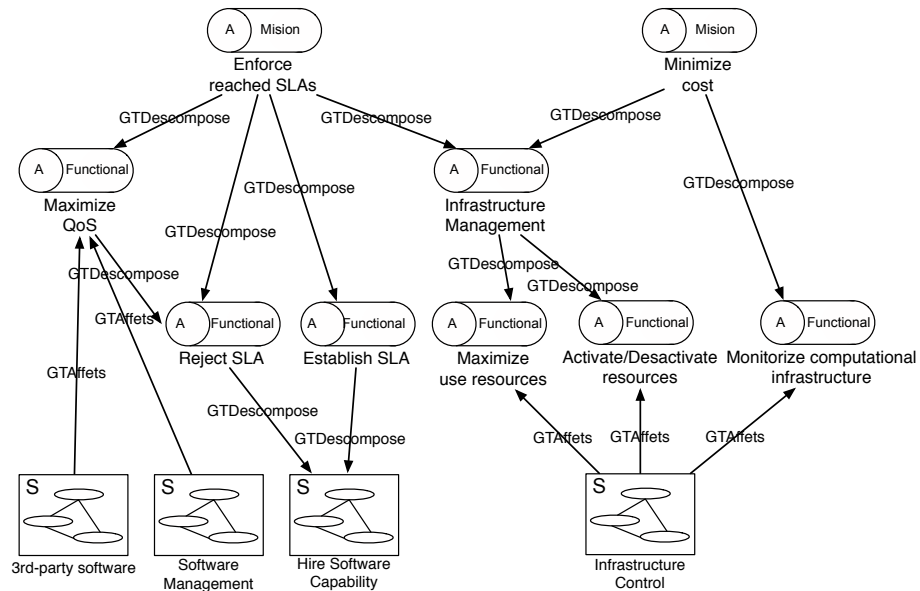 A Mision
A Mision
Enforce
reached SLAs
Minimize
cost
GTDescompose
GTDescompose
GTDescompose
A Functional
A Functional
GTDescompose
Maximize
QoS
Infrastructure
Management
GTDescompose
GTDescompose
GTDescompose
GTDescompose
GTDescompose
A Functional
A Functional
A Functional
A Functional
A Functional
GTAffets
Reject SLA
Establish SLA
Maximize
use resources
Activate/Desactivate
resources
Monitorize computational
infrastructure
GTAffets
GTDescompose
GTDescompose
GTAffets
GTAffets
GTAffets
S
S
S
S
3rd-party software
Software
Management
Hire Software
Capability
Infrastructure
Control